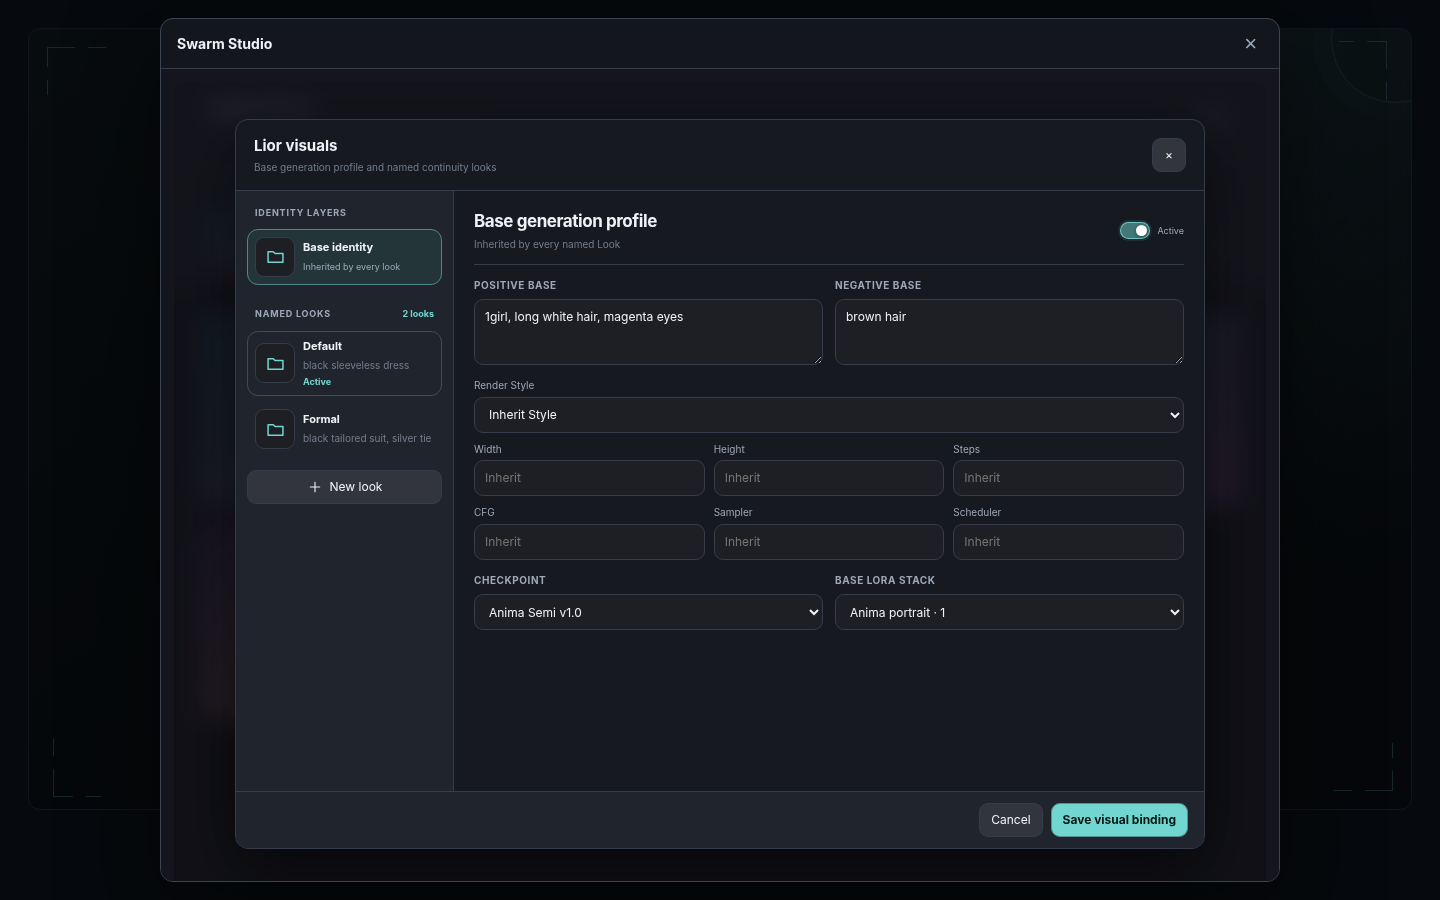 Swarm Studio
×
Lior visuals
Base generation profile and named continuity looks
×
IDENTITY LAYERS
Base identity
Inherited by every look
NAMED LOOKS
2 looks
Default
black sleeveless dress
Active
Formal
black tailored suit, silver tie
+ New look
Base generation profile
Inherited by every named Look
Active
POSITIVE BASE
NEGATIVE BASE
1girl, long white hair, magenta eyes
brown hair
Render Style
Inherit Style
Width
Height
Steps
Inherit
Inherit
Inherit
CFG
Sampler
Scheduler
Inherit
Inherit
Inherit
CHECKPOINT
BASE LORA STACK
Anima Semi v1.0
Anima portrait · 1
Cancel
Save visual binding